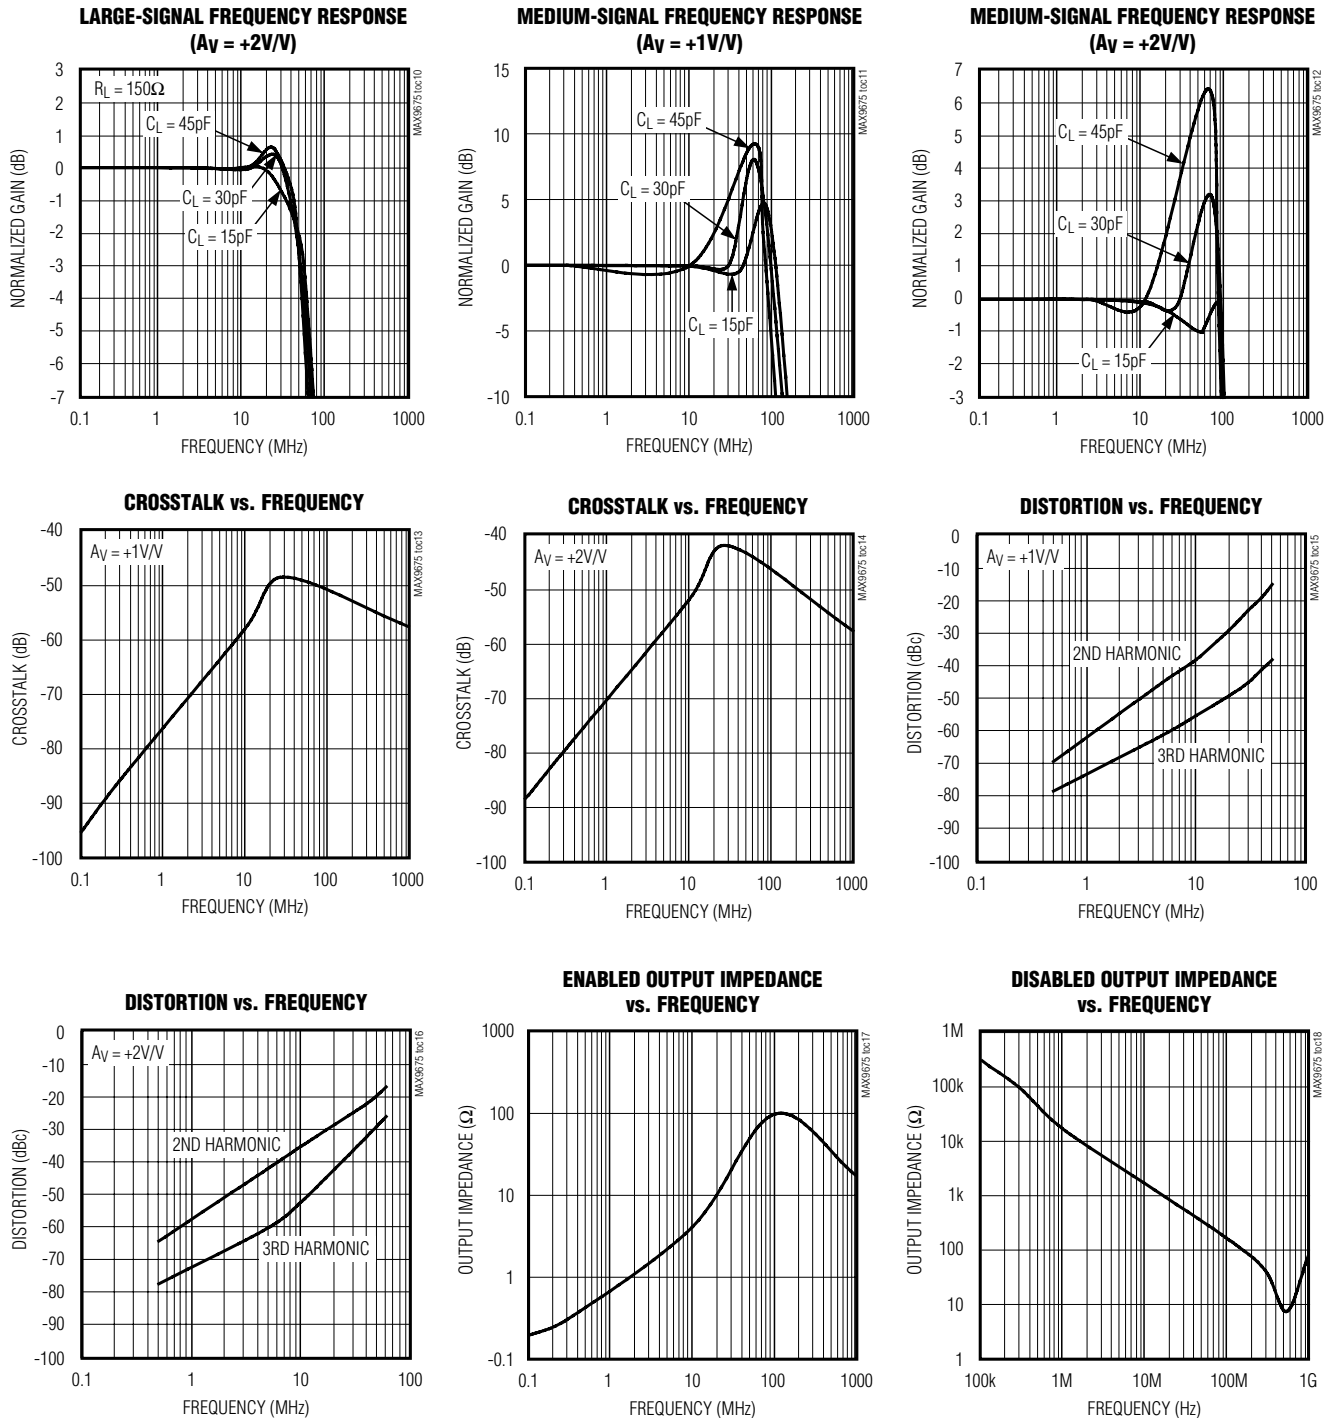 LARGE-SIGNAL FREQUENCY RESPONSE
(AV = +2V/V)
3
2
1
0
-1
-2
-3
-4
-5
-6
-7
NORMALIZED GAIN (dB)
RL = 150Ω
CL = 45pF
CL = 30pF
CL = 15pF
MAX9675 toc10
0.1
1
10
100
1000
FREQUENCY (MHz)
MEDIUM-SIGNAL FREQUENCY RESPONSE
(AV = +1V/V)
15
10
5
0
-5
-10
NORMALIZED GAIN (dB)
CL = 45pF
CL = 30pF
CL = 15pF
MAX9675 toc11
0.1
1
10
100
1000
FREQUENCY (MHz)
MEDIUM-SIGNAL FREQUENCY RESPONSE
(AV = +2V/V)
7
6
5
4
3
2
1
0
-1
-2
-3
NORMALIZED GAIN (dB)
CL = 45pF
CL = 30pF
CL = 15pF
MAX9675 toc12
0.1
1
10
100
1000
FREQUENCY (MHz)
CROSSTALK vs. FREQUENCY
-40
-50
-60
-70
-80
-90
-100
CROSSTALK (dB)
AV = +1V/V
MAX9675 toc13
0.1
1
10
100
1000
FREQUENCY (MHz)
CROSSTALK vs. FREQUENCY
-40
-50
-60
-70
-80
-90
-100
CROSSTALK (dB)
AV = +2V/V
MAX9675 toc14
0.1
1
10
100
1000
FREQUENCY (MHz)
DISTORTION vs. FREQUENCY
0
-10
-20
-30
-40
-50
-60
-70
-80
-90
-100
DISTORTION (dBc)
AV = +1V/V
2ND HARMONIC
3RD HARMONIC
MAX9675 toc15
0.1
1
10
100
FREQUENCY (MHz)
DISTORTION vs. FREQUENCY
0
-10
-20
-30
-40
-50
-60
-70
-80
-90
-100
DISTORTION (dBc)
AV = +2V/V
2ND HARMONIC
3RD HARMONIC
MAX9675 toc16
0.1
1
10
100
FREQUENCY (MHz)
ENABLED OUTPUT IMPEDANCE
vs. FREQUENCY
1000
100
10
1
-0.1
OUTPUT IMPEDANCE (Ω)
MAX9675 toc17
0.1
1
10
100
1000
FREQUENCY (MHz)
DISABLED OUTPUT IMPEDANCE
vs. FREQUENCY
1M
100k
10k
1k
100
10
1
OUTPUT IMPEDANCE (Ω)
MAX9675 toc18
100k
1M
10M
100M
1G
FREQUENCY (Hz)